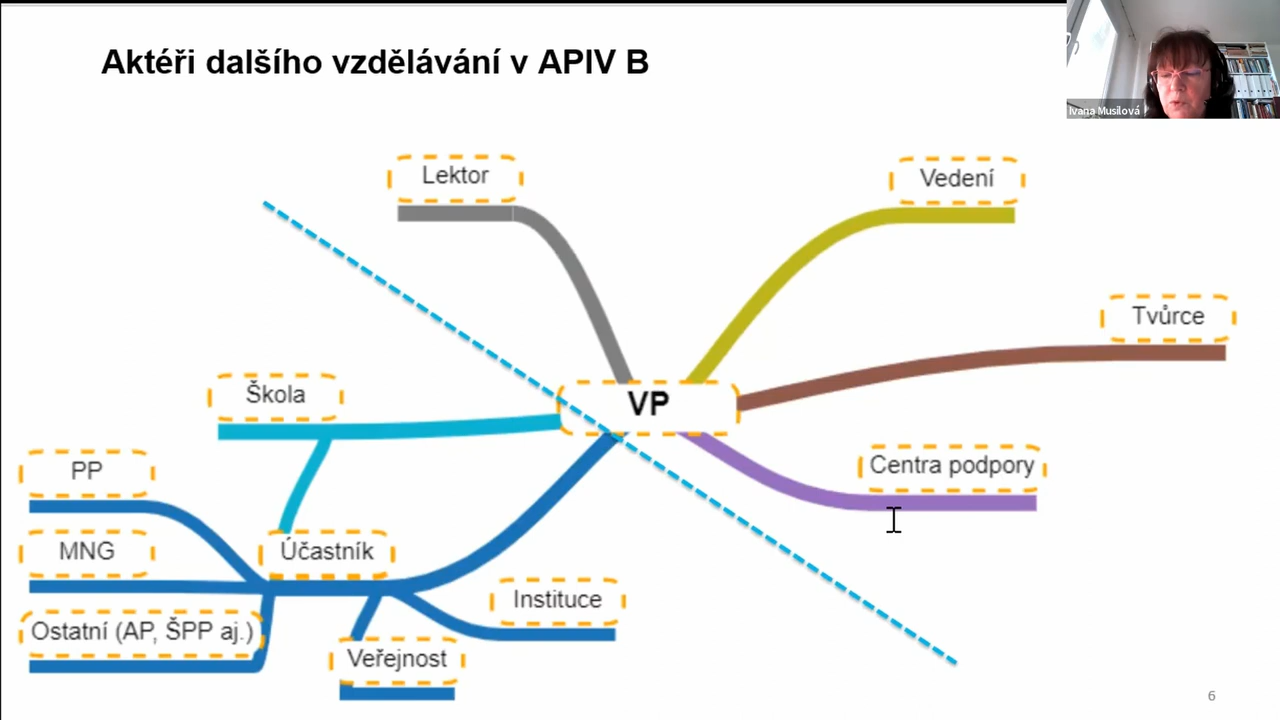 Aktéři dalšího vzdělávání v APIV B
Ivana Musilová
Lektor
Vedení
Tvůrce
Škola
VP
PP
Centra podpory
MNG
Účastník
Instituce
Ostatní (AP, ŠPP aj.)
Veřejnost
6